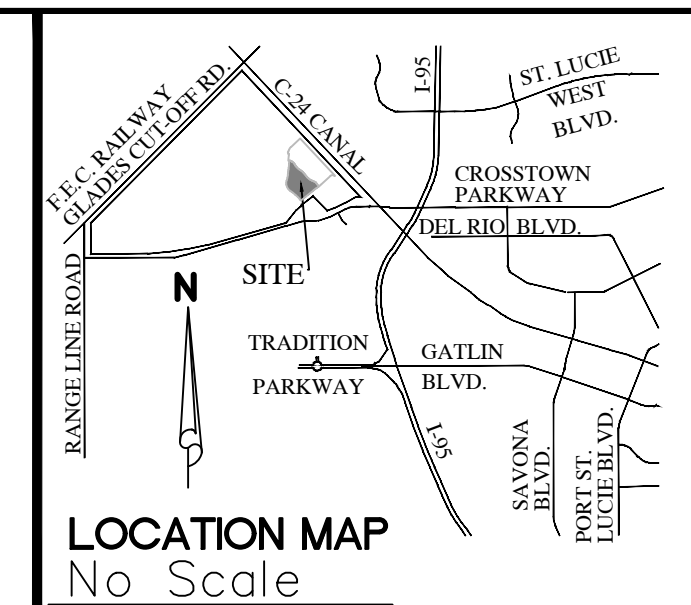 F.E.C. RAILWAY
GLADES CUT-OFF RD.
C-24 CANAL
I-95
ST. LUCIE
WEST
BLVD.
CROSSTOWN
PARKWAY
DEL RIO BLVD.
SITE
N
RANGE LINE ROAD
TRADITION
PARKWAY
GATLIN
BLVD.
I-95
SAVONA
BLVD.
PORT ST.
LUCIE BLVD.
LOCATION MAP
No Scale